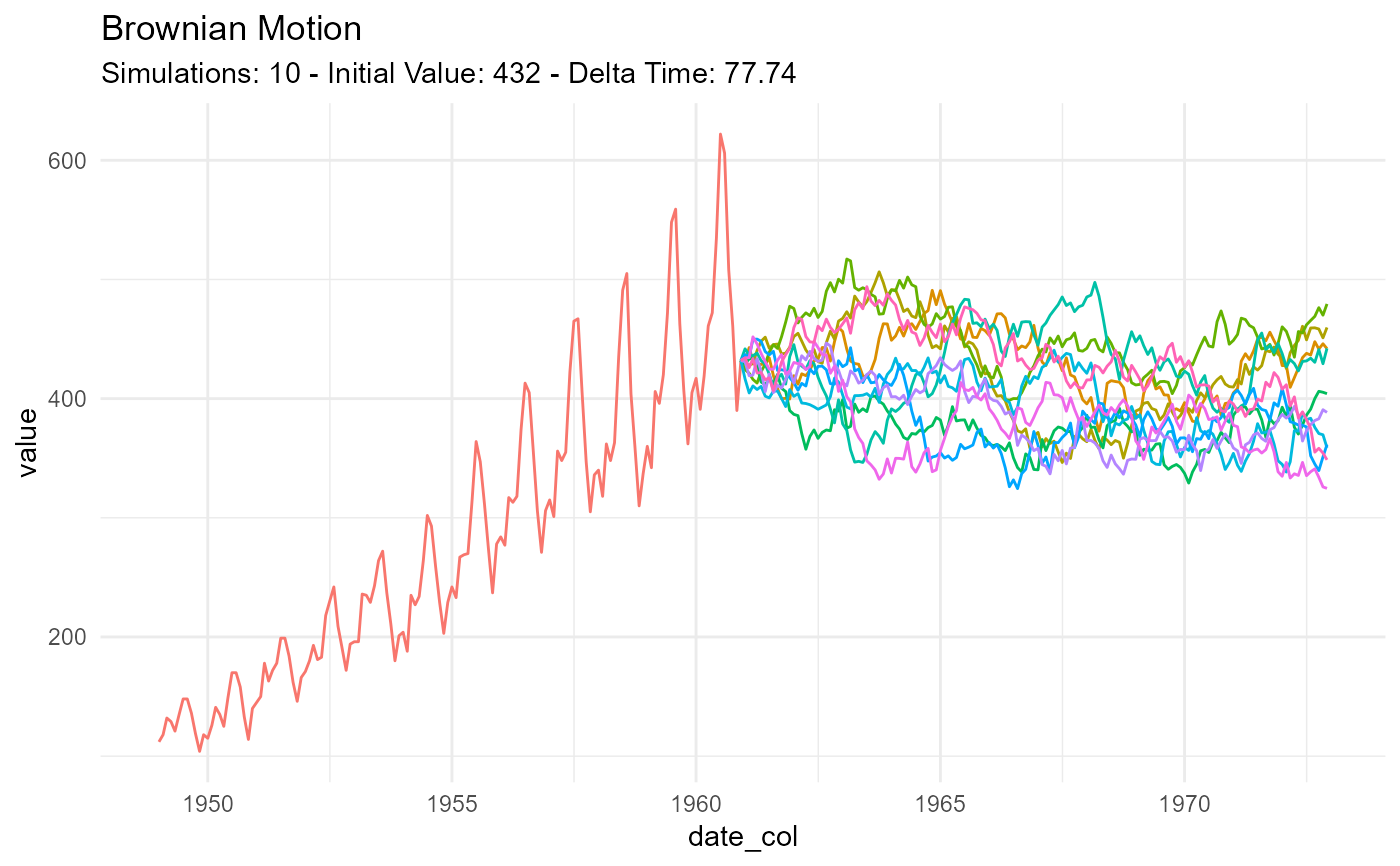 Brownian Motion
Simulations: 10 - Initial Value: 432 - Delta Time: 77.74
value
600
400
200
1950 1955 1960 1965 1970
date_col